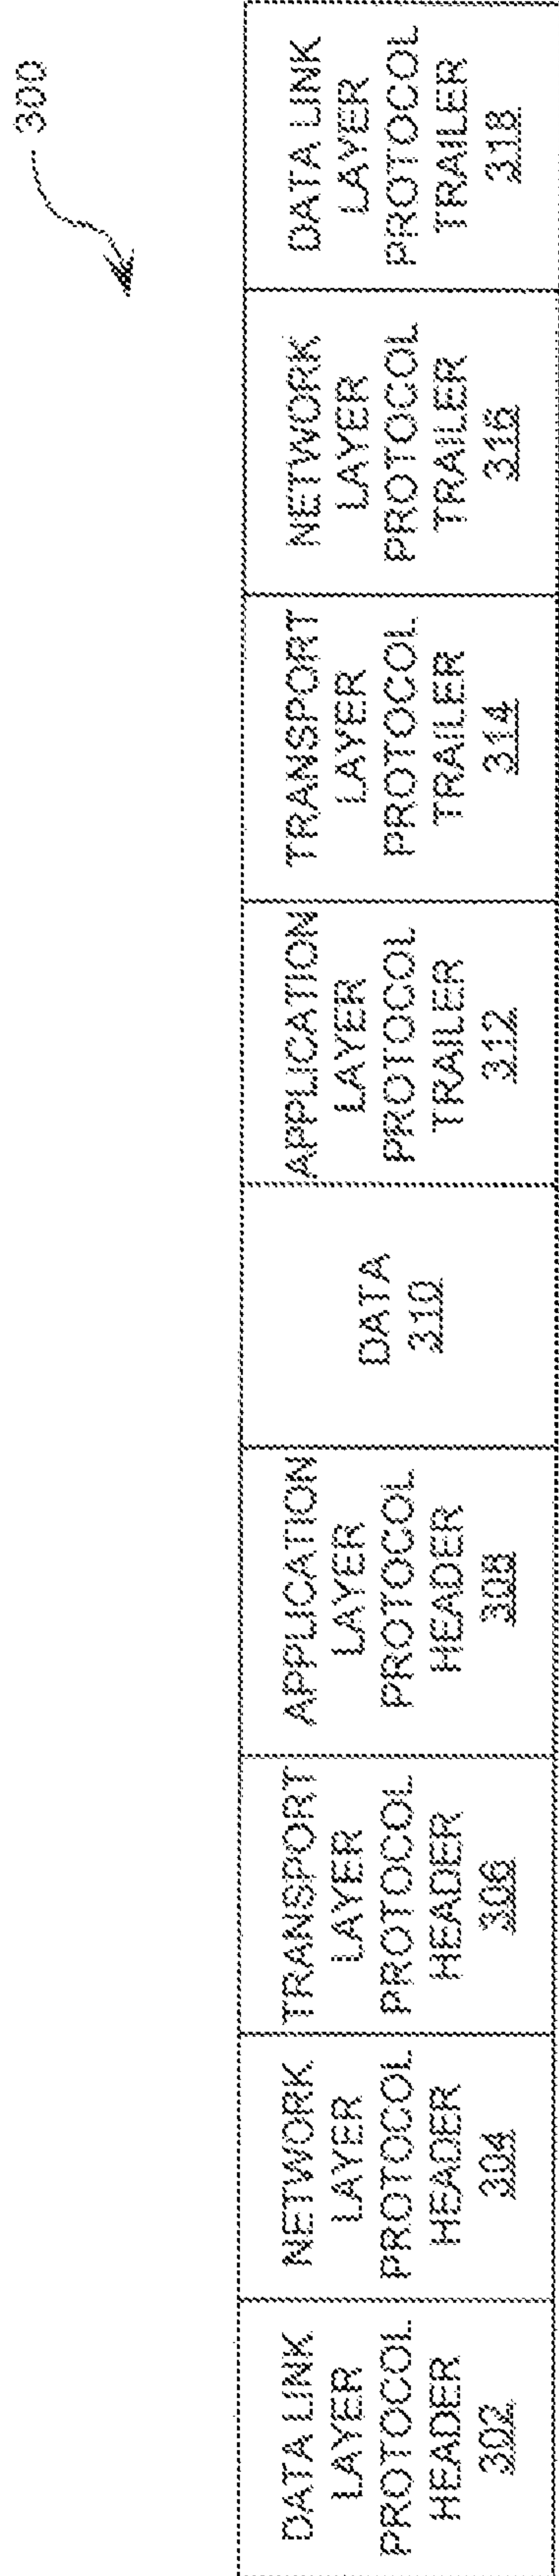 300
DATA LINK
LAYER
PROTOCOL
HEADER
302
NETWORK
LAYER
PROTOCOL
HEADER
304
TRANSPORT
LAYER
PROTOCOL
HEADER
306
APPLICATION
LAYER
PROTOCOL
HEADER
308
DATA
310
APPLICATION
LAYER
PROTOCOL
TRAILER
312
TRANSPORT
LAYER
PROTOCOL
TRAILER
314
NETWORK
LAYER
PROTOCOL
TRAILER
316
DATA LINK
LAYER
PROTOCOL
TRAILER
318